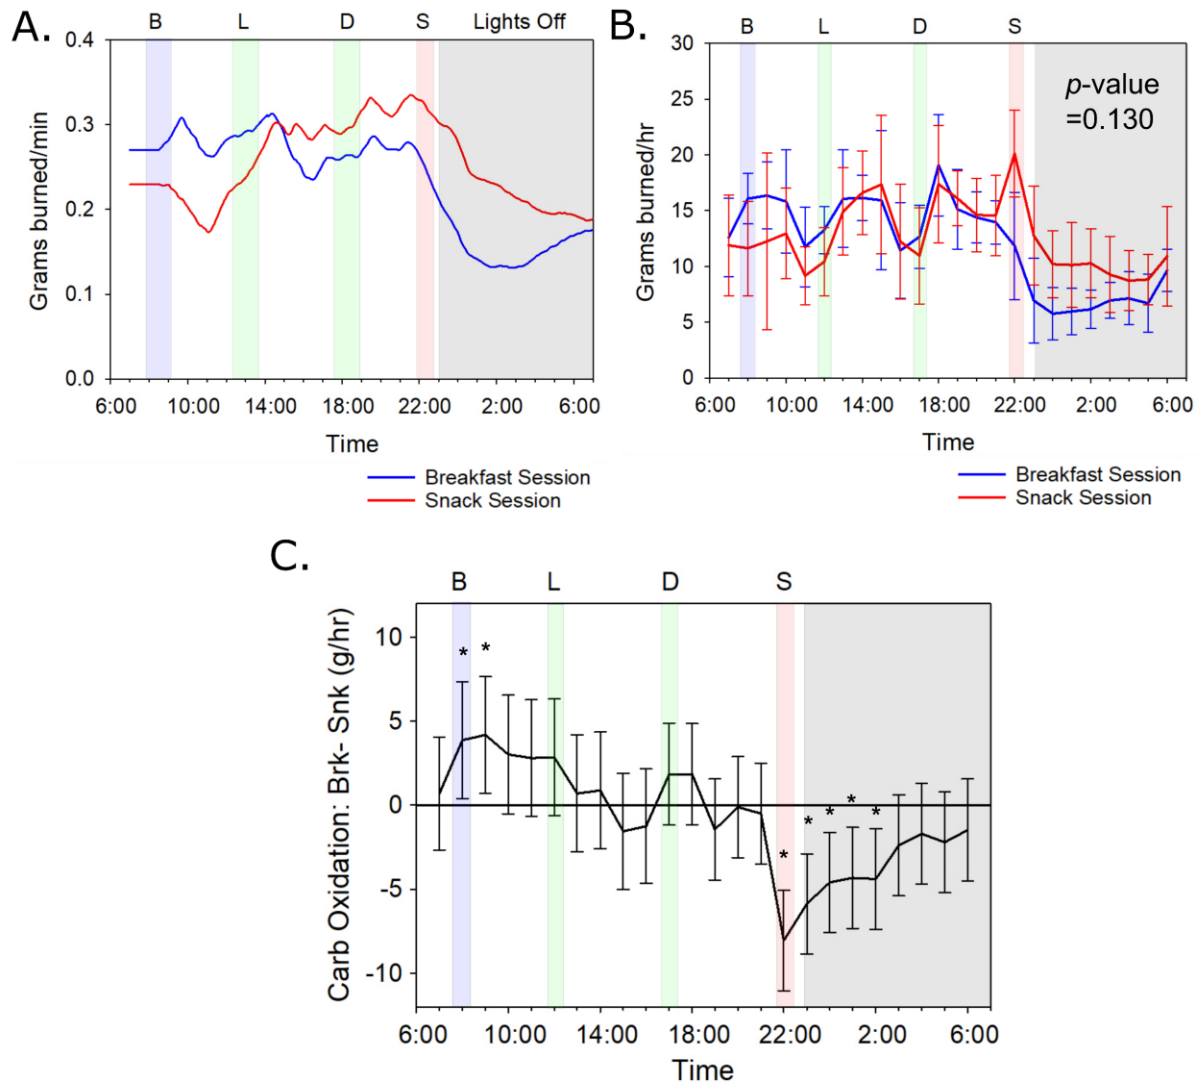 A.
B L D S Lights Off
Grams burned/min
0.4
0.3
0.2
0.1
0.0
6:00 10:00 14:00 18:00 22:00 2:00 6:00
Time
Breakfast Session
Snack Session
B.
B L D S
p-value
=0.130
Grams burned/hr
30
25
20
15
10
5
0
6:00 10:00 14:00 18:00 22:00 2:00 6:00
Time
Breakfast Session
Snack Session
C.
B L D S
Carb Oxidation: Brk- Snk (g/hr)
10
5
0
-5
-10
* *
* * * * *
6:00 10:00 14:00 18:00 22:00 2:00 6:00
Time